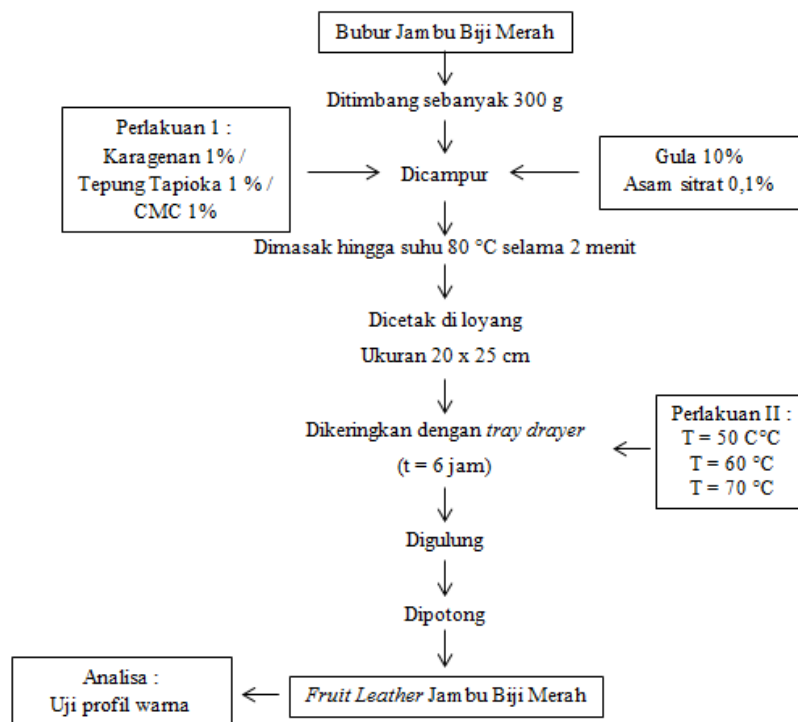 Bubur Jambu Biji Merah
Ditimbang sebanyak 300 g
Perlakuan 1 :
Karagenan 1% /
Tepung Tapioka 1 % /
CMC 1%
Dicampur
Gula 10%
Asam sitrat 0,1%
Dimasak hingga suhu 80 °C selama 2 menit
Dicetak di loyang
Ukuran 20 x 25 cm
Dikeringkan dengan tray drayer
(t = 6 jam)
Perlakuan II :
T = 50 C°C
T = 60 °C
T = 70 °C
Digulung
Dipotong
Fruit Leather Jambu Biji Merah
Analisa :
Uji profil warna